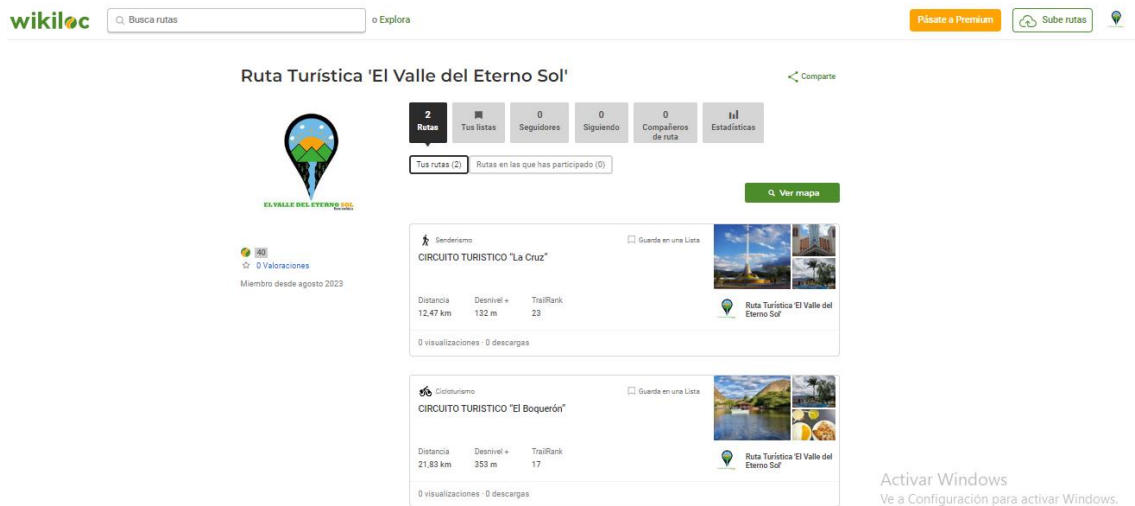 wikiloc
Busca rutas
o Explora
Pásate a Premium
Sube rutas
Ruta Turística 'El Valle del Eterno Sol'
Comparte
EL VALLE DEL ETERNO SOL
40
0 Valoraciones
Miembro desde agosto 2023
2
Rutas
Tus listas
0
Seguidores
0
Siguiendo
0
Compañeros
de ruta
Estadísticas
Tus rutas (2)
Rutas en las que has participado (0)
Ver mapa
Senderismo
Guarda en una Lista
CIRCUITO TURISTICO "La Cruz"
Distancia Desnivel + TrailRank
12,47 km 132 m 23
Ruta Turística 'El Valle del
Eterno Sol'
0 visualizaciones · 0 descargas
Cicloturismo
Guarda en una Lista
CIRCUITO TURISTICO "El Boquerón"
Distancia Desnivel + TrailRank
21,83 km 353 m 17
Ruta Turística 'El Valle del
Eterno Sol'
0 visualizaciones · 0 descargas
Activar Windows
Ve a Configuración para activar Windows.